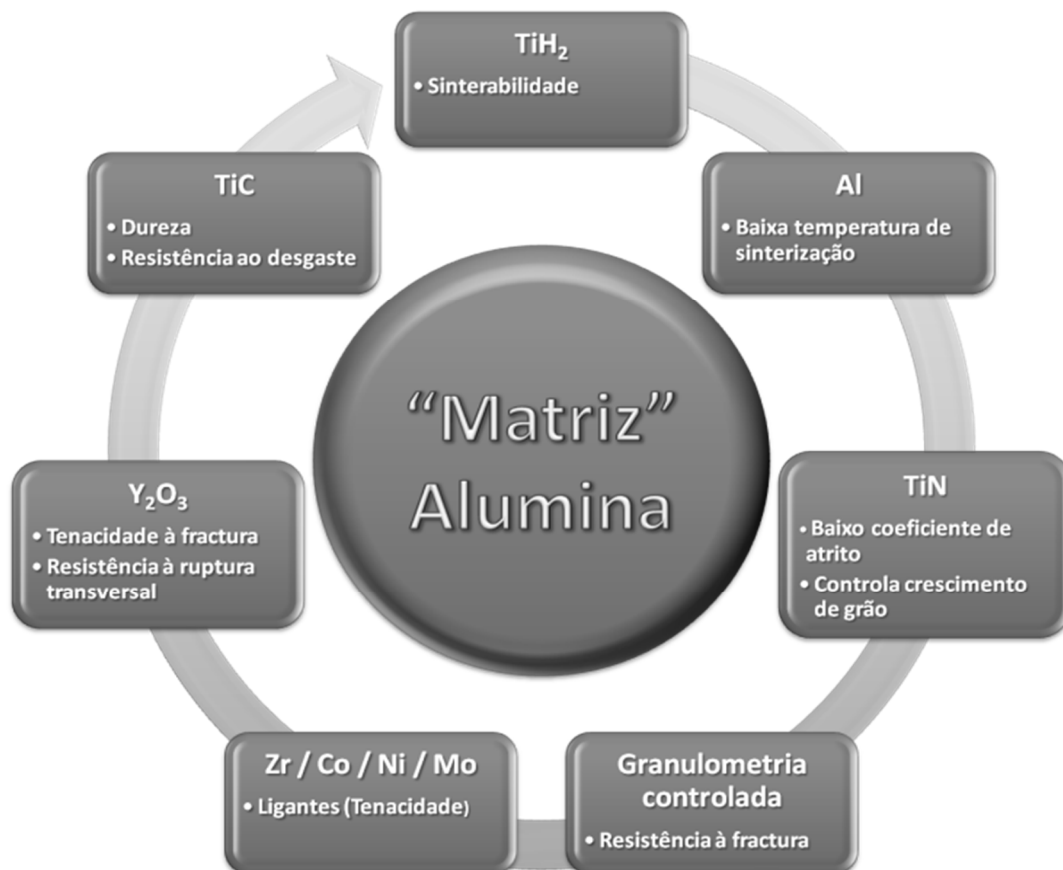 TiH₂
• Sinterabilidade
Al
• Baixa temperatura de
sinterização
TiN
• Baixo coeficiente de
atrito
• Controla crescimento
de grão
Granulometria
controlada
• Resistência à fractura
Zr / Co / Ni / Mo
• Ligantes (Tenacidade)
Y₂O₃
• Tenacidade à fractura
• Resistência à ruptura
transversal
TiC
• Dureza
• Resistência ao desgaste
“Matriz”
Alumina